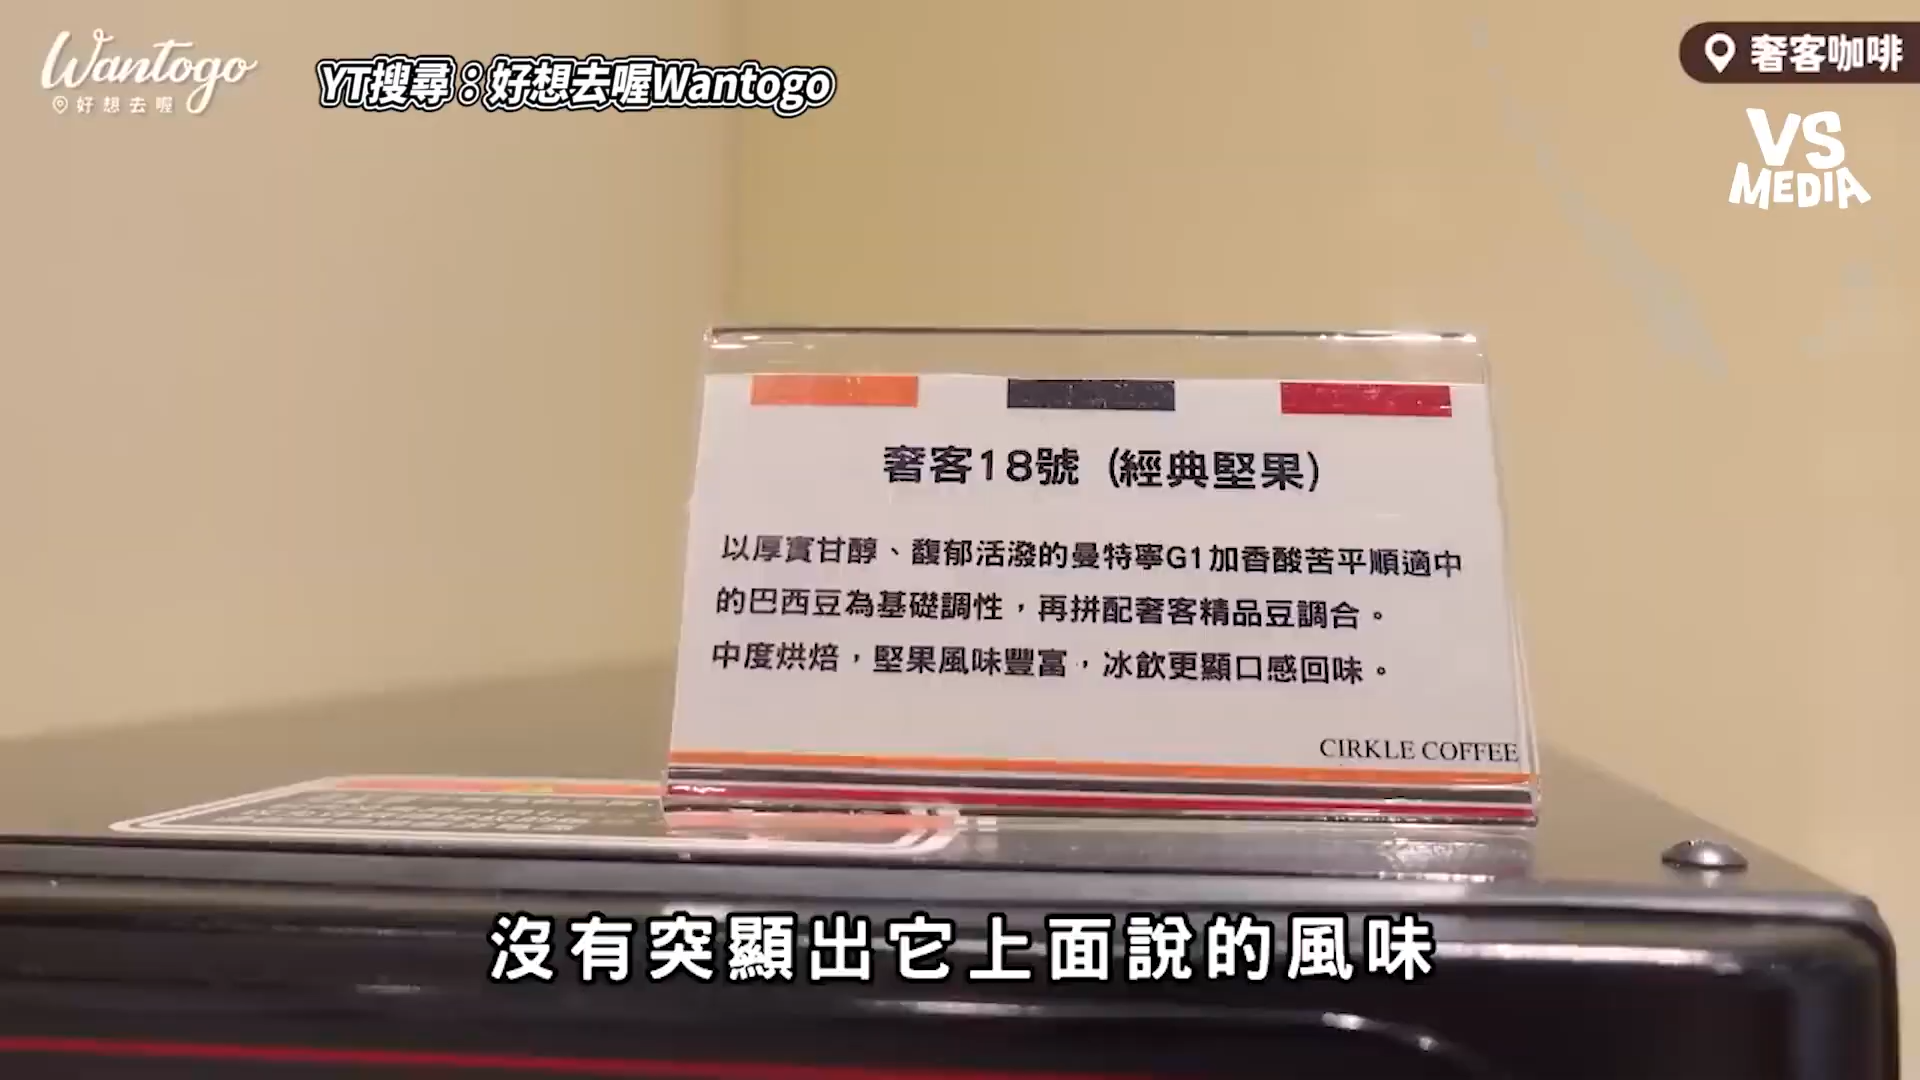 Wantogo
好想去喔
YT搜尋：好想去喔Wantogo
奢客咖啡
VS
MEDIA
奢客18號 (經典堅果)
以厚實甘醇、馥郁活潑的曼特寧G1加香酸苦平順適中
的巴西豆為基礎調性，再拼配奢客精品豆調合。
中度烘焙，堅果風味豐富，冰飲更顯口感回味。
CIRKLE COFFEE
沒有突顯出它上面說的風味